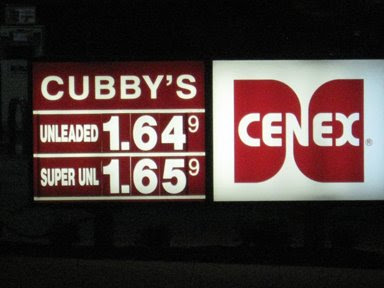 CUBBY'S
UNLEADED 1.64 9
SUPER UNL 1.65 9
CENEX®